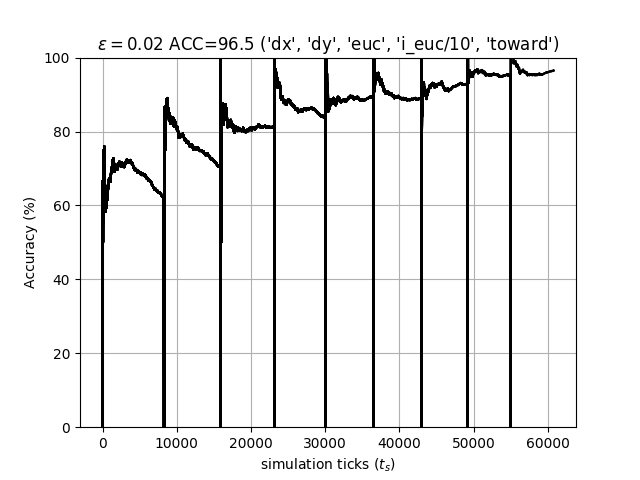 ε = 0.02 ACC=96.5 ('dx', 'dy', 'euc', 'i_euc/10', 'toward')
100
80
60
40
20
0
Accuracy (%)
0 10000 20000 30000 40000 50000 60000
simulation ticks (tₛ)